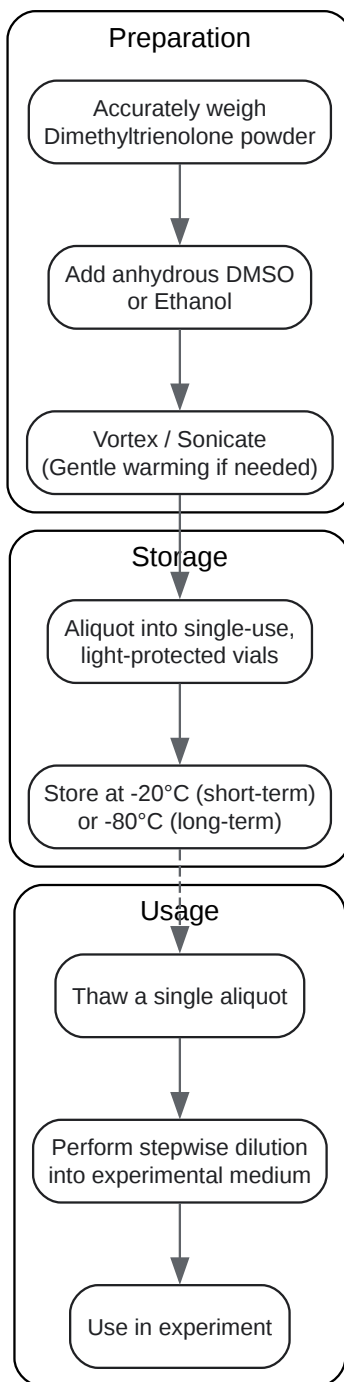 Preparation
Accurately weigh
Dimethyltrienolone powder
Add anhydrous DMSO
or Ethanol
Vortex / Sonicate
(Gentle warming if needed)
Storage
Aliquot into single-use,
light-protected vials
Store at -20°C (short-term)
or -80°C (long-term)
Usage
Thaw a single aliquot
Perform stepwise dilution
into experimental medium
Use in experiment